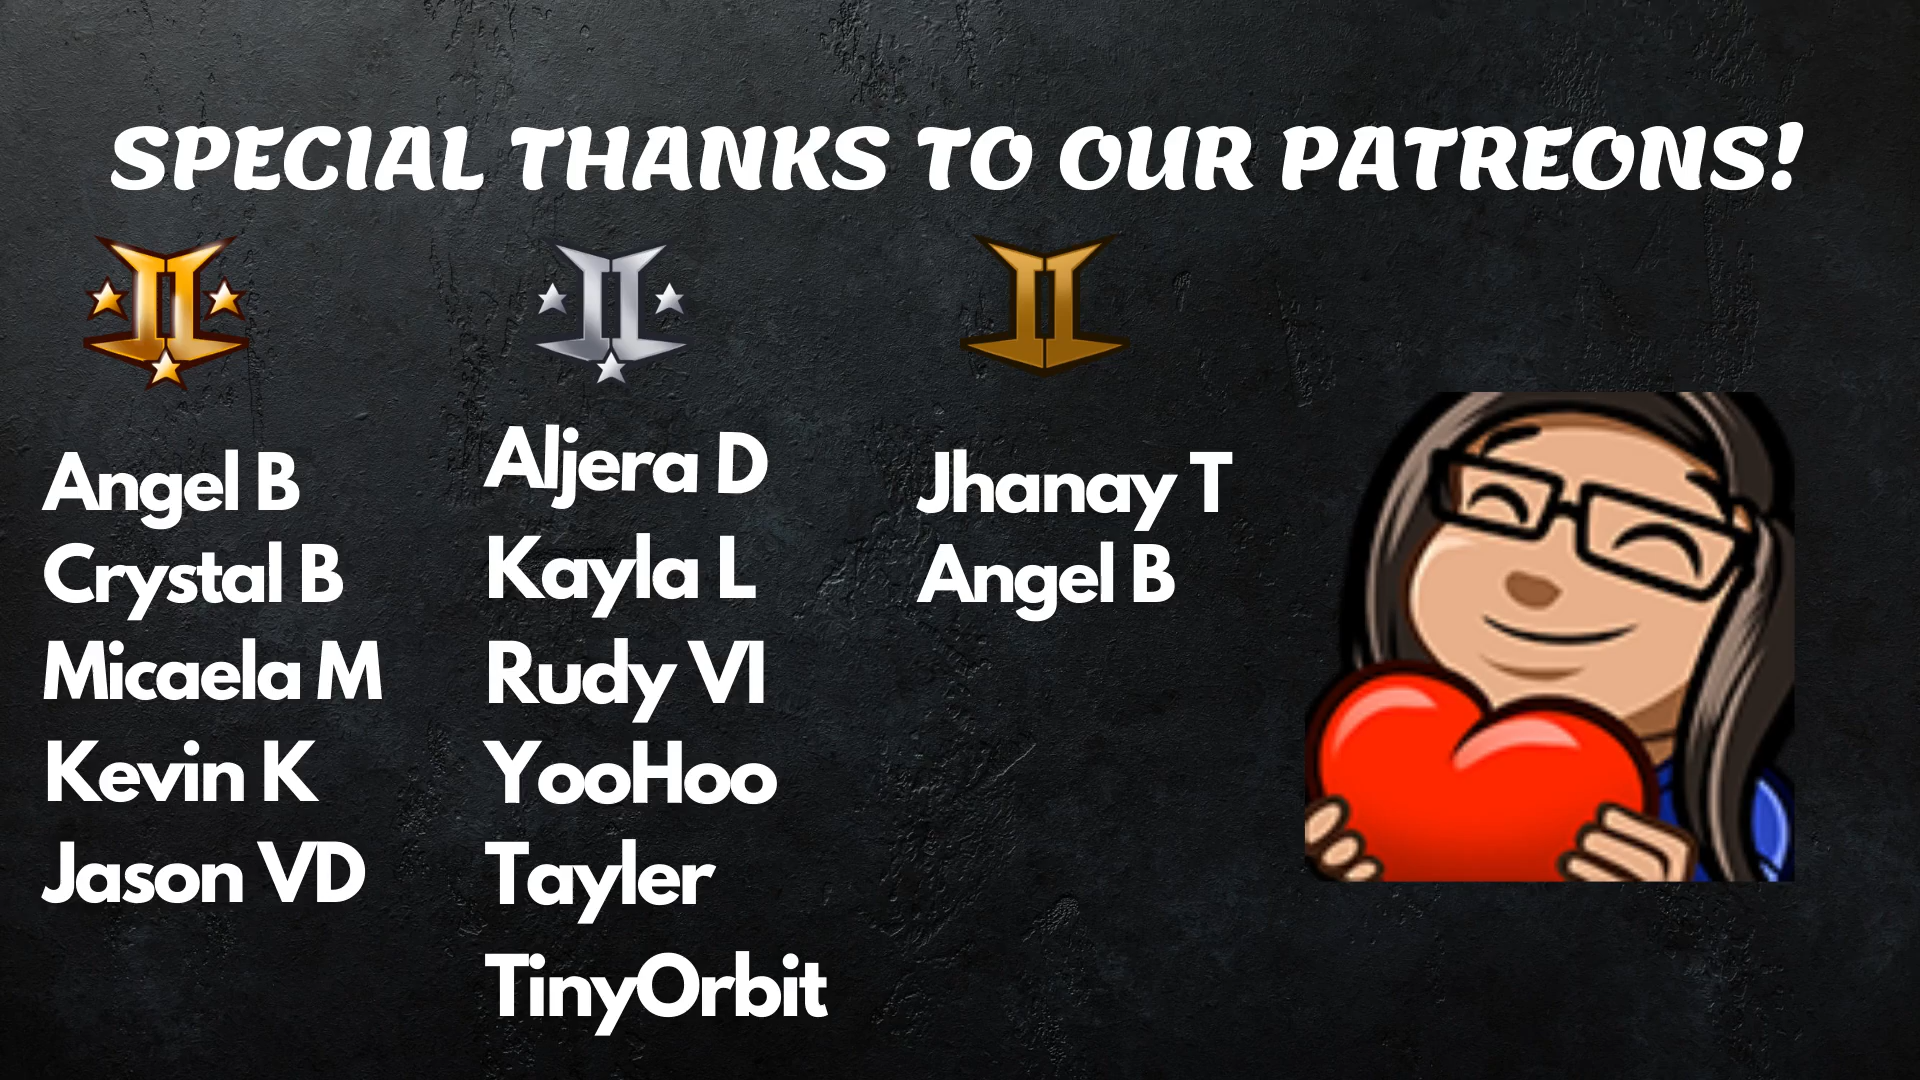 SPECIAL THANKS TO OUR PATREONS!
Angel B
Crystal B
Micaela M
Kevin K
Jason VD
Aljera D
Kayla L
Rudy VI
YooHoo
Tayler
TinyOrbit
Jhanay T
Angel B